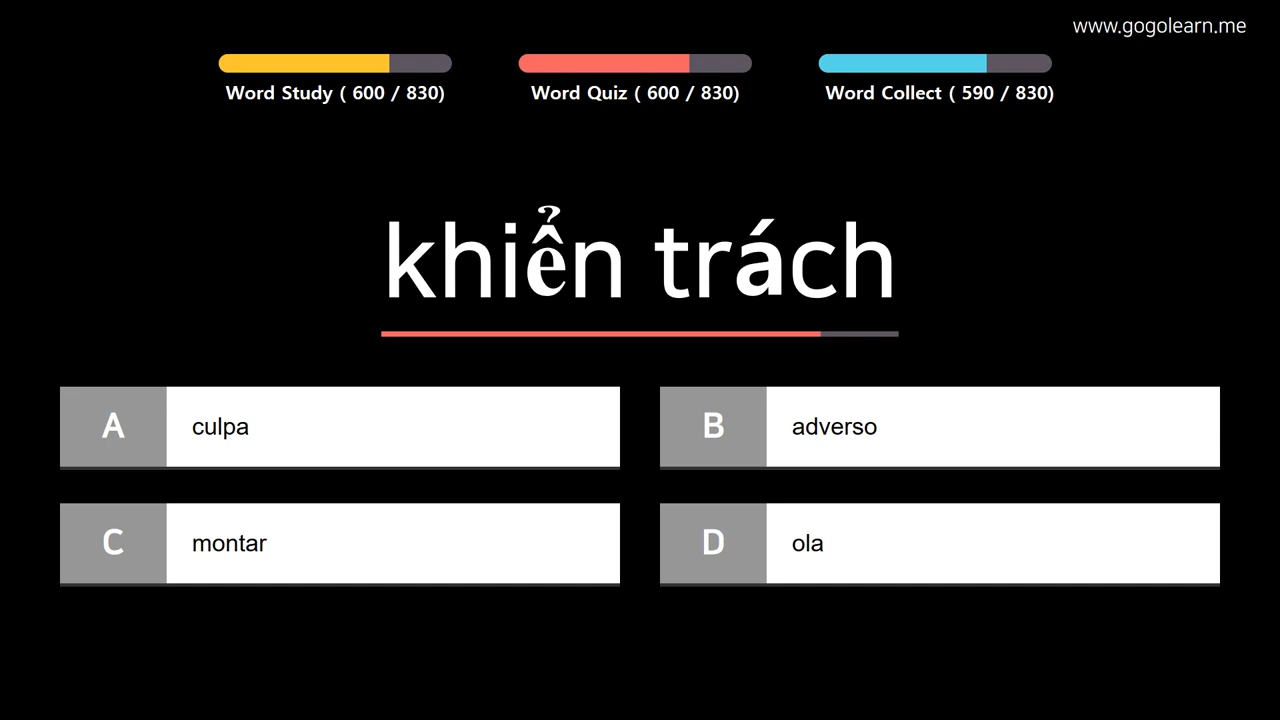 www.gogolearn.me
Word Study ( 600 / 830)
Word Quiz ( 600 / 830)
Word Collect ( 590 / 830)
khiển trách
A culpa
B adverso
C montar
D ola